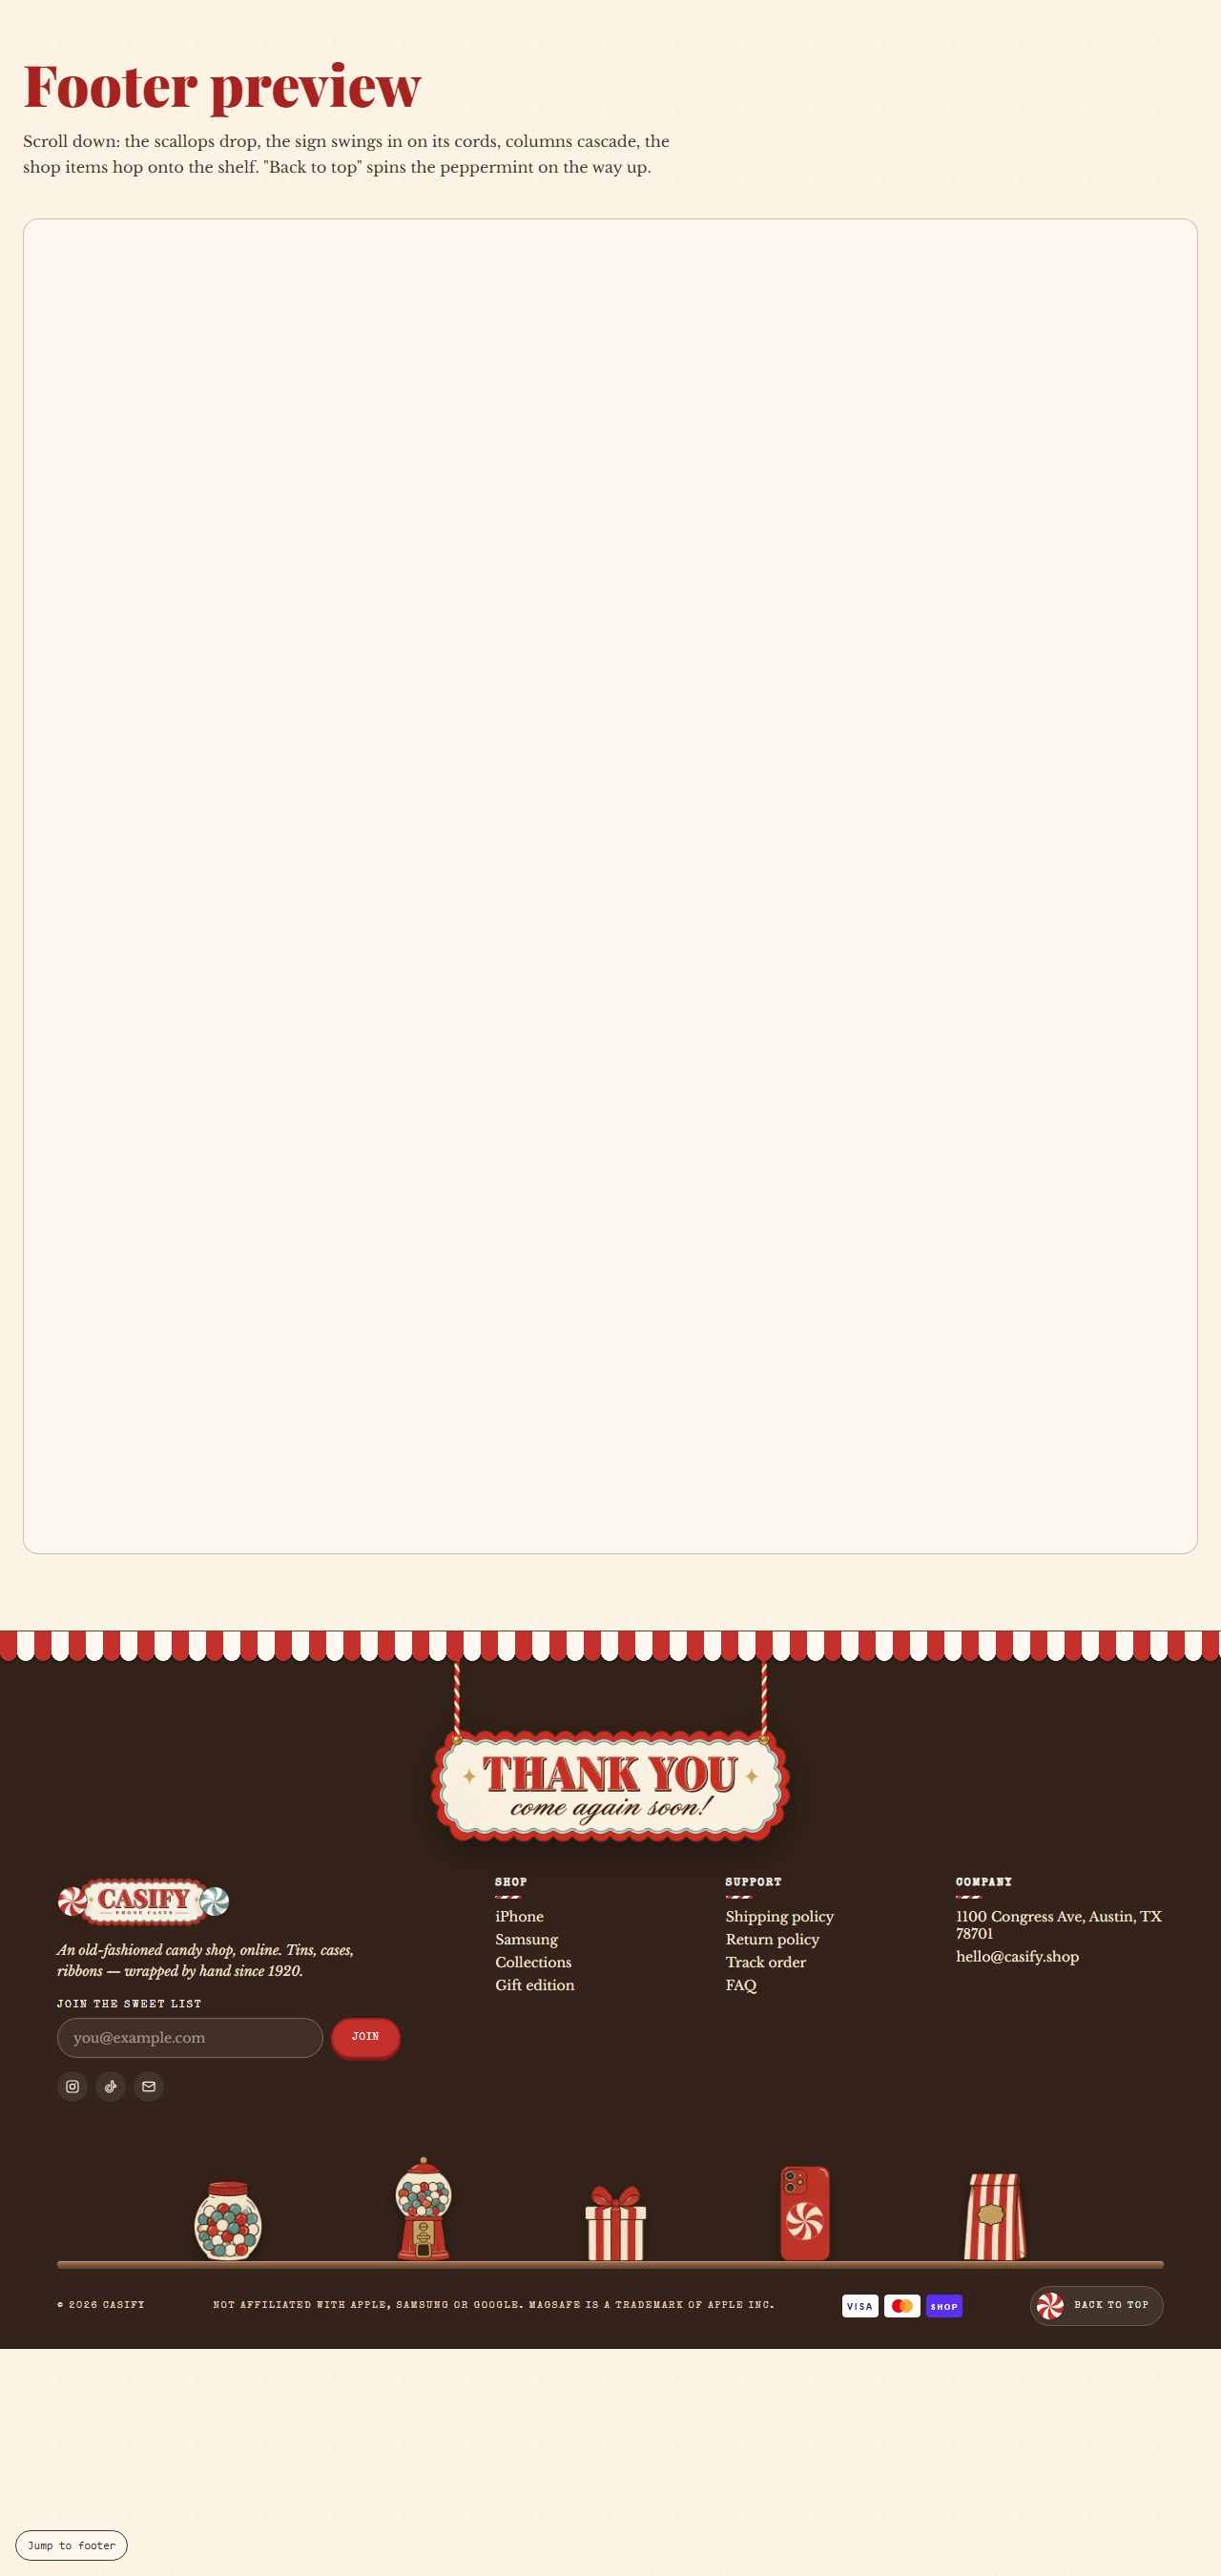 Footer preview
Scroll down: the scallops drop, the sign swings in on its cords, columns cascade, the
shop items hop onto the shelf. "Back to top" spins the peppermint on the way up.
THANK YOU
come again soon!
CASIFY
PHONE CASES
An old-fashioned candy shop, online. Tins, cases,
ribbons — wrapped by hand since 1920.
JOIN THE SWEET LIST
you@example.com
JOIN
SHOP
iPhone
Samsung
Collections
Gift edition
SUPPORT
Shipping policy
Return policy
Track order
FAQ
COMPANY
1100 Congress Ave, Austin, TX
78701
hello@casify.shop
© 2026 CASIFY
NOT AFFILIATED WITH APPLE, SAMSUNG OR GOOGLE. MAGSAFE IS A TRADEMARK OF APPLE INC.
VISA
SHOP
BACK TO TOP
Jump to footer